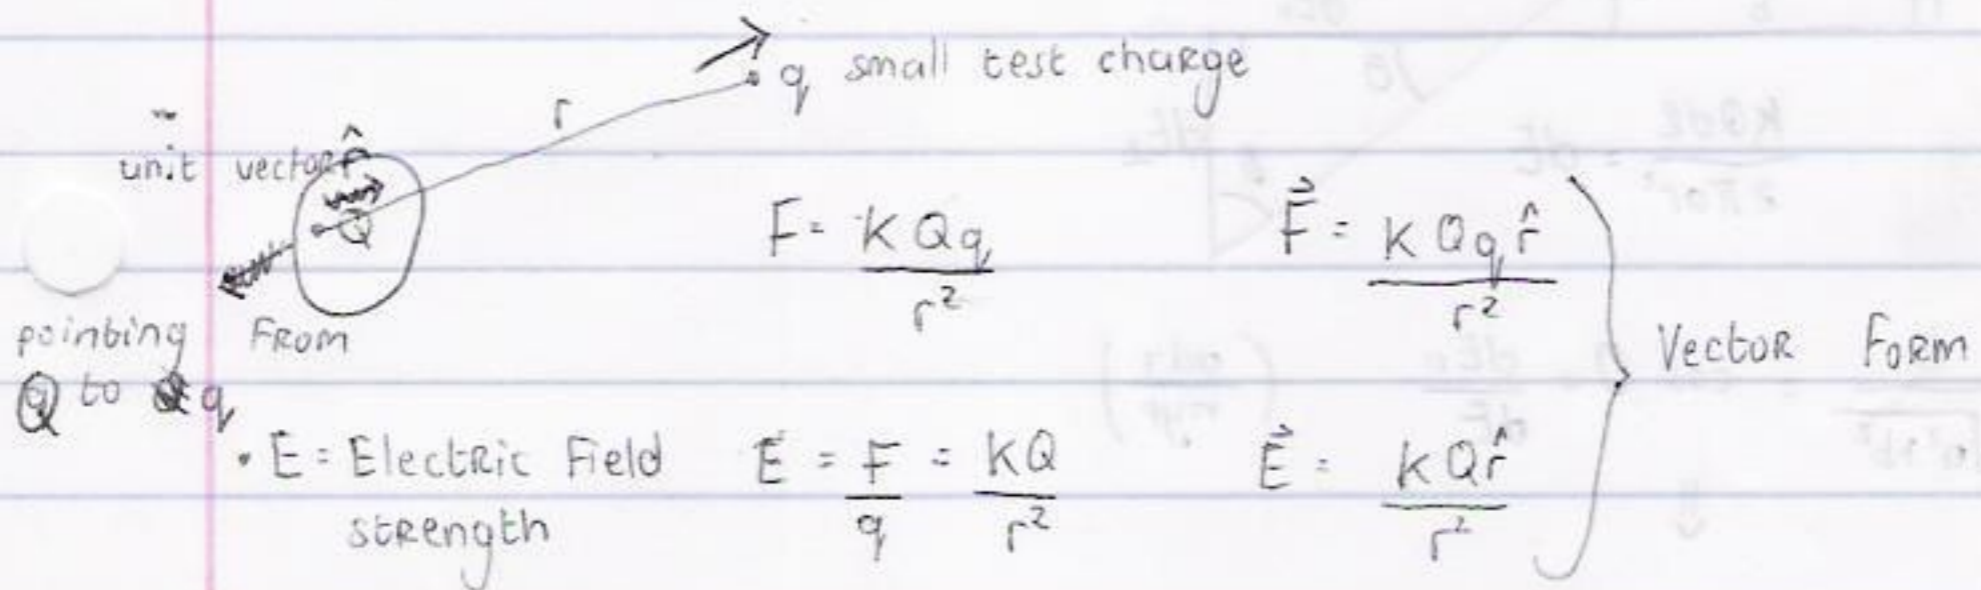 q small test charge
r
unit vector r̂
Q
F = KQq/r²
F⃗ = KQq r̂/r²
pointing From
Q to q
Vector Form
• E = Electric Field strength
E = F/q = KQ/r²
E⃗ = KQr̂/r²